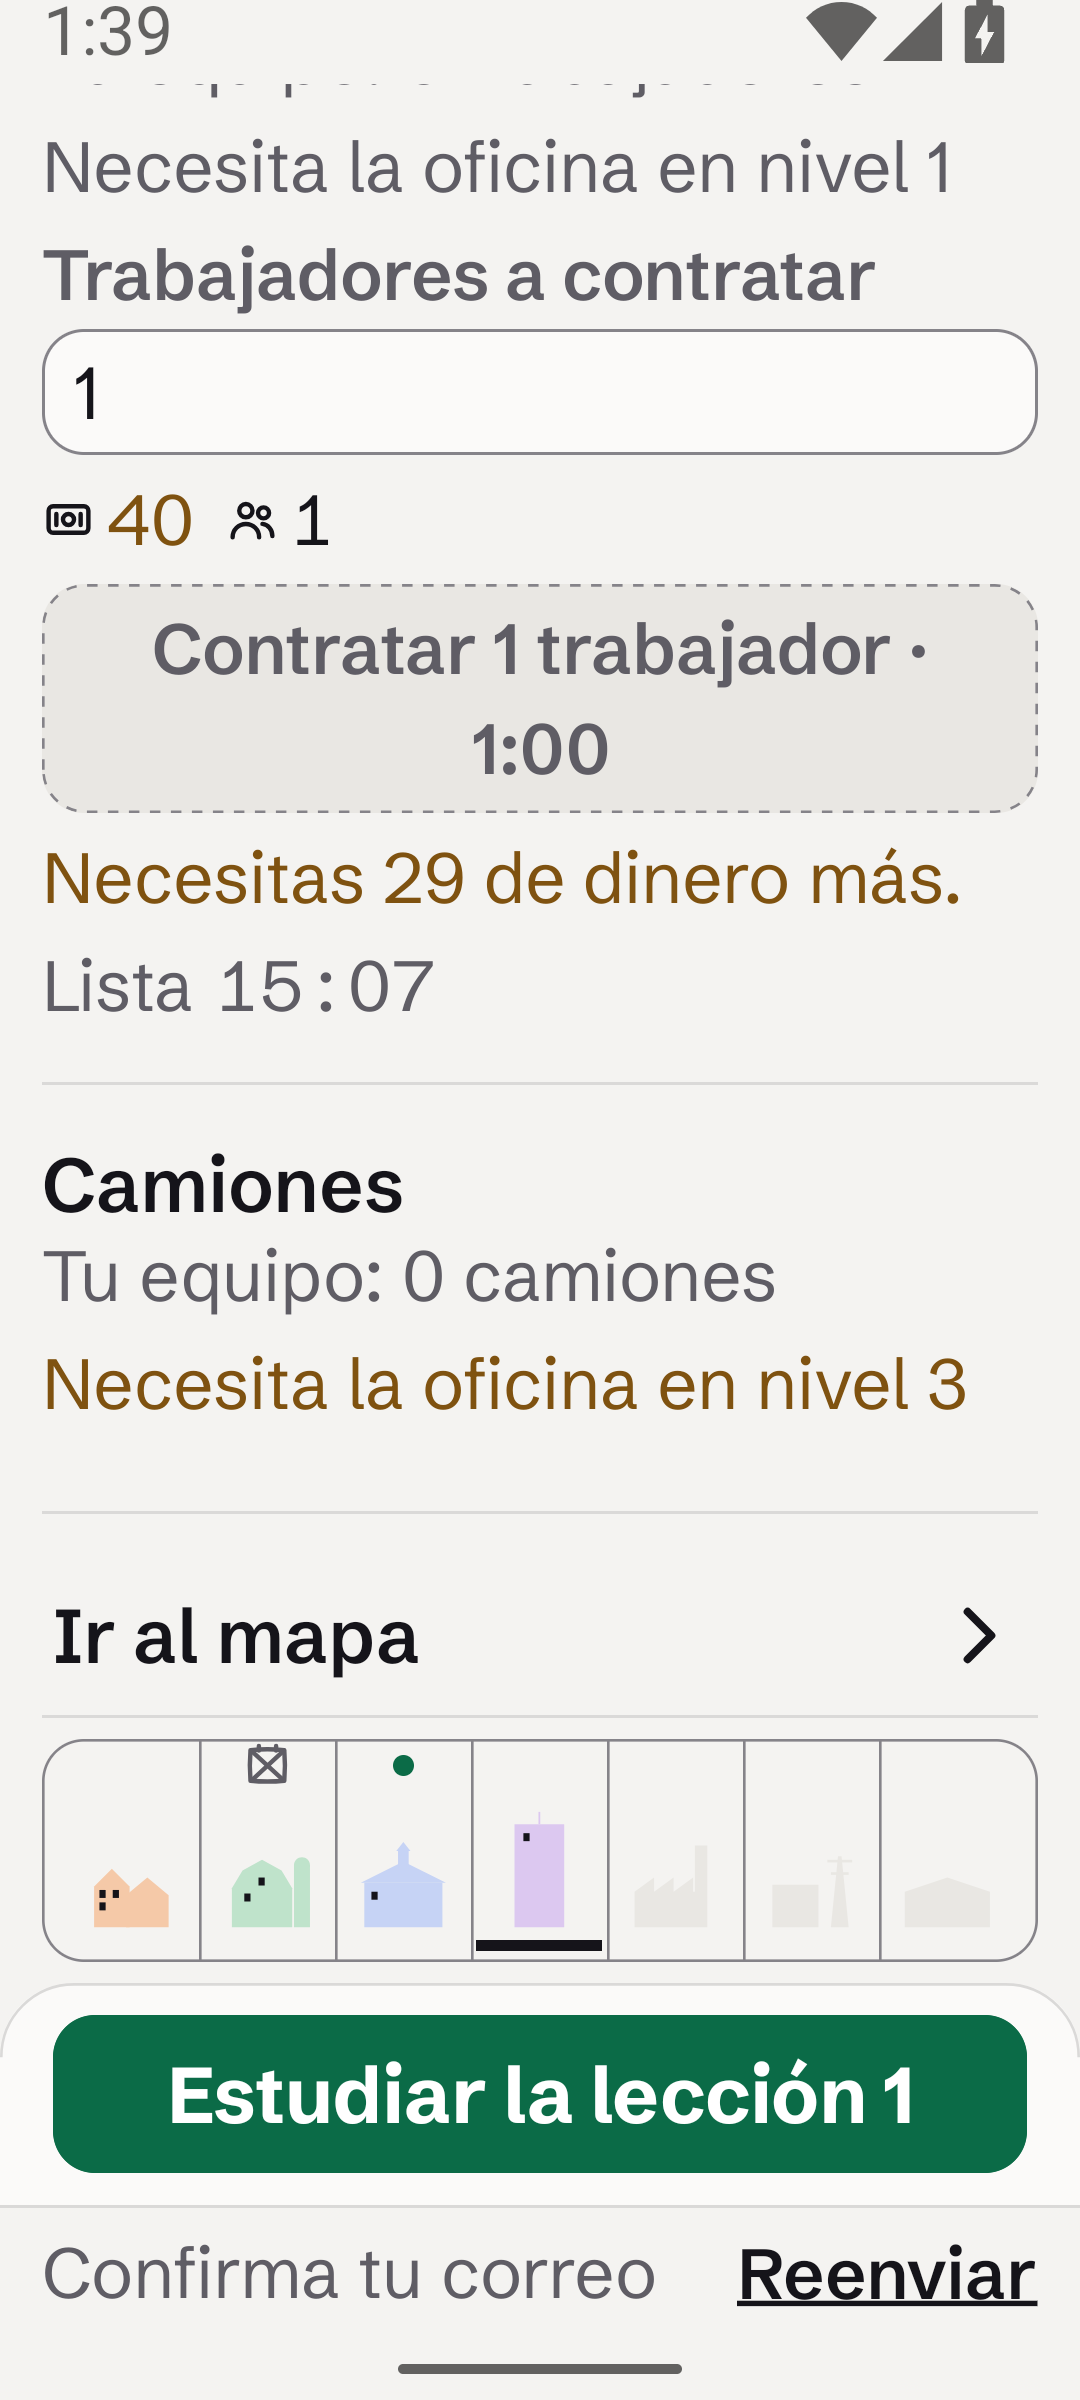 1:39
Necesita la oficina en nivel 1
Trabajadores a contratar
1
40 1
Contratar 1 trabajador ·
1:00
Necesitas 29 de dinero más.
Lista 15:07
Camiones
Tu equipo: 0 camiones
Necesita la oficina en nivel 3
Ir al mapa
Estudiar la lección 1
Confirma tu correo Reenviar